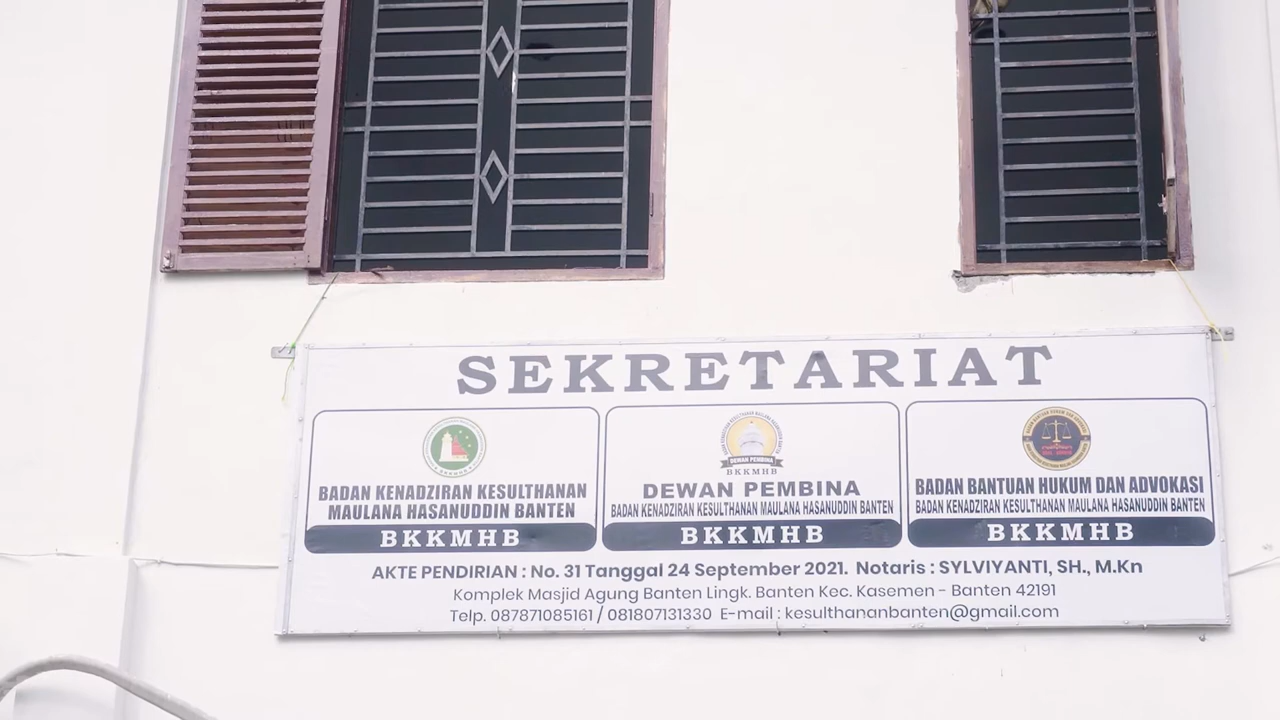 SEKRETARIAT
BADAN KENADZIRAN KESULTHANAN
MAULANA HASANUDDIN BANTEN
BKKMHB
DEWAN PEMBINA
BKKMHB
DEWAN PEMBINA
BADAN KENADZIRAN KESULTHANAN MAULANA HASANUDDIN BANTEN
BKKMHB
BADAN BANTUAN HUKUM DAN ADVOKASI
BADAN KENADZIRAN KESULTHANAN MAULANA HASANUDDIN BANTEN
BKKMHB
AKTE PENDIRIAN : No. 31 Tanggal 24 September 2021. Notaris : SYLVIYANTI, SH., M.Kn
Komplek Masjid Agung Banten Lingk. Banten Kec. Kasemen - Banten 42191
Telp. 087871085161 / 081807131330 E-mail : kesulthananbanten@gmail.com